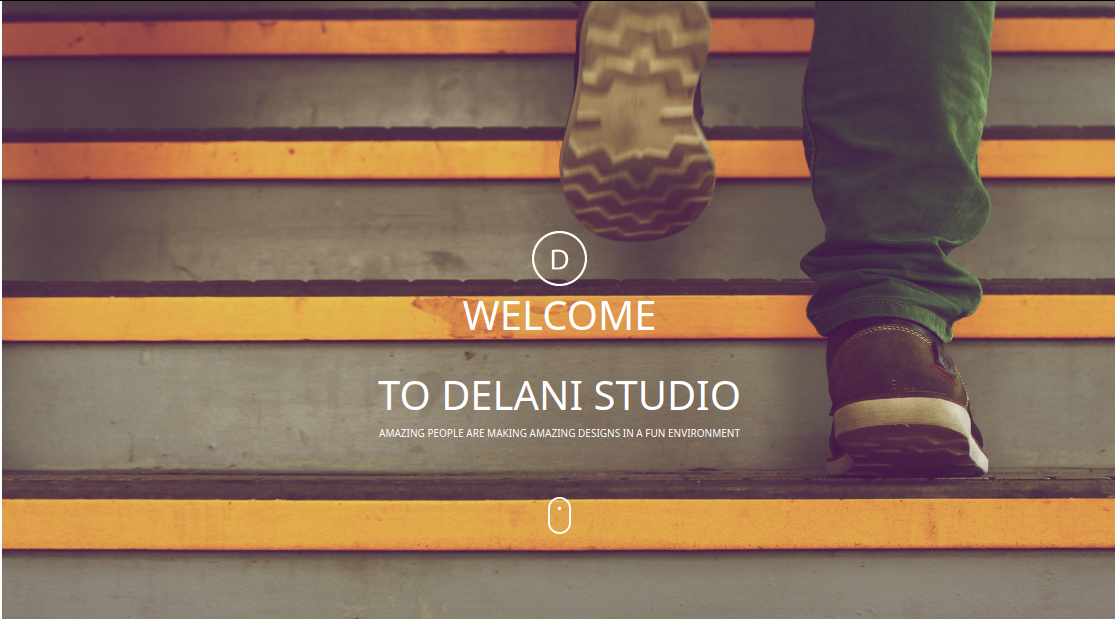 D
WELCOME
TO DELANI STUDIO
AMAZING PEOPLE ARE MAKING AMAZING DESIGNS IN A FUN ENVIRONMENT